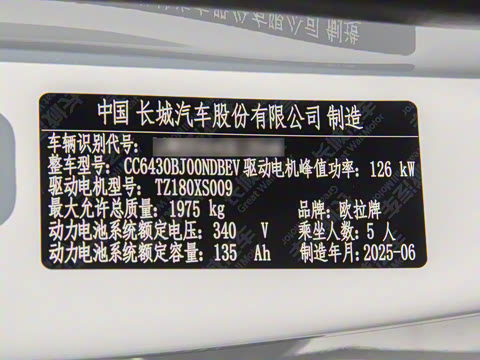 中国 长城汽车股份有限公司 制造
车辆识别代号:
整车型号: CC6430BJ00NDBEV 驱动电机峰值功率: 126 kW
驱动电机型号: TZ180XS009
最大允许总质量: 1975 kg 品牌: 欧拉牌
动力电池系统额定电压: 340 V 乘坐人数: 5 人
动力电池系统额定容量: 135 Ah 制造年月: 2025-06